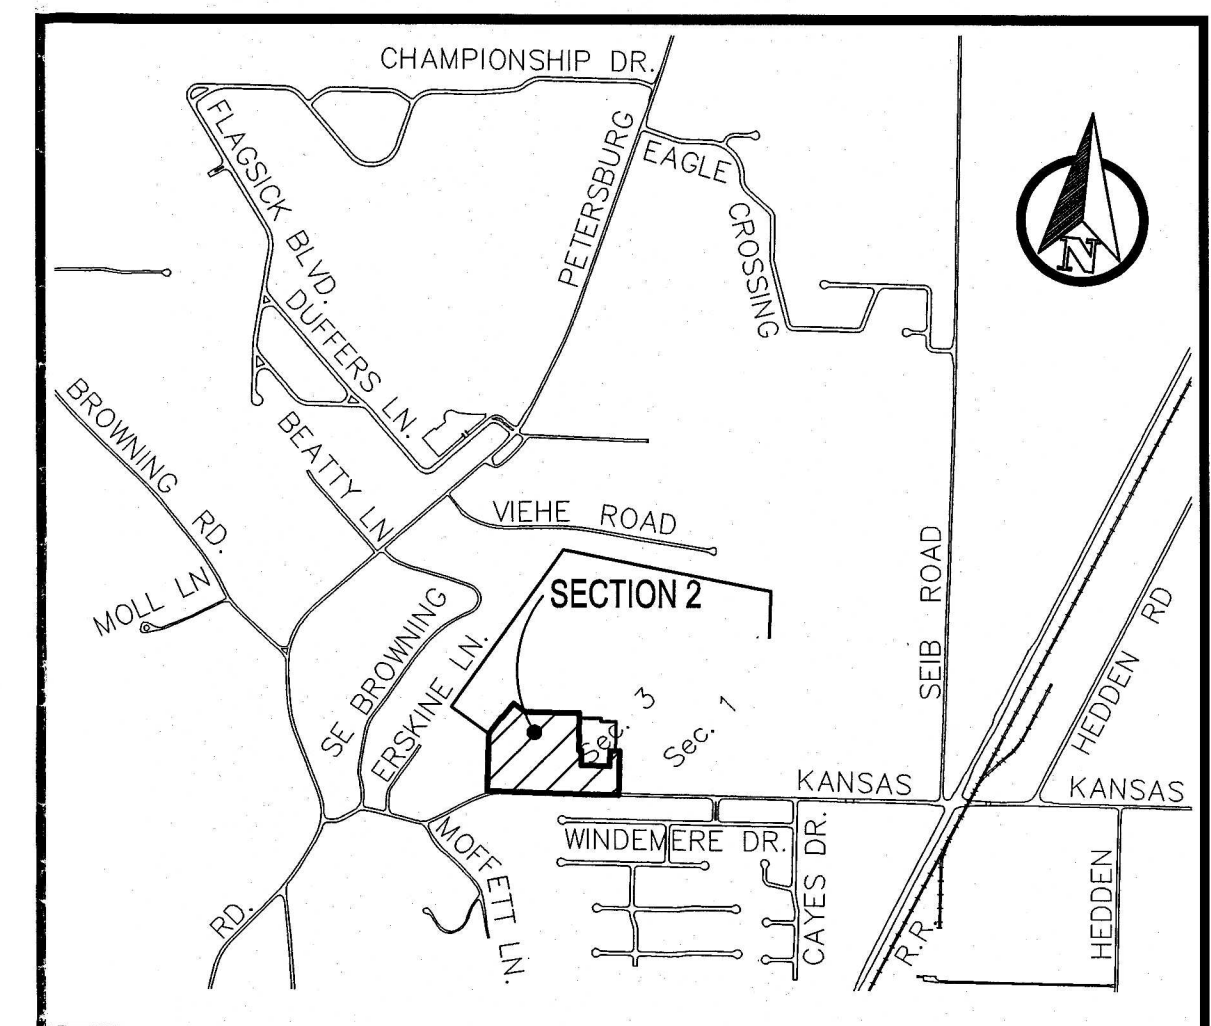 CHAMPIONSHIP DR.
FLAGSICK BLVD.
PETERSBURG
EAGLE
CROSSING
N
DUFFERS LN.
BROWNING RD.
BEATTY LN
VIEHE ROAD
MOLL LN
SECTION 2
SE BROWNING
ERSKINE LN.
SEIB ROAD
HEDDEN RD
Sec. 3
Sec. 1
KANSAS
KANSAS
WINDEMERE DR.
MOFFETT LN.
CAYES DR.
HEDDEN
RD.
R.R.